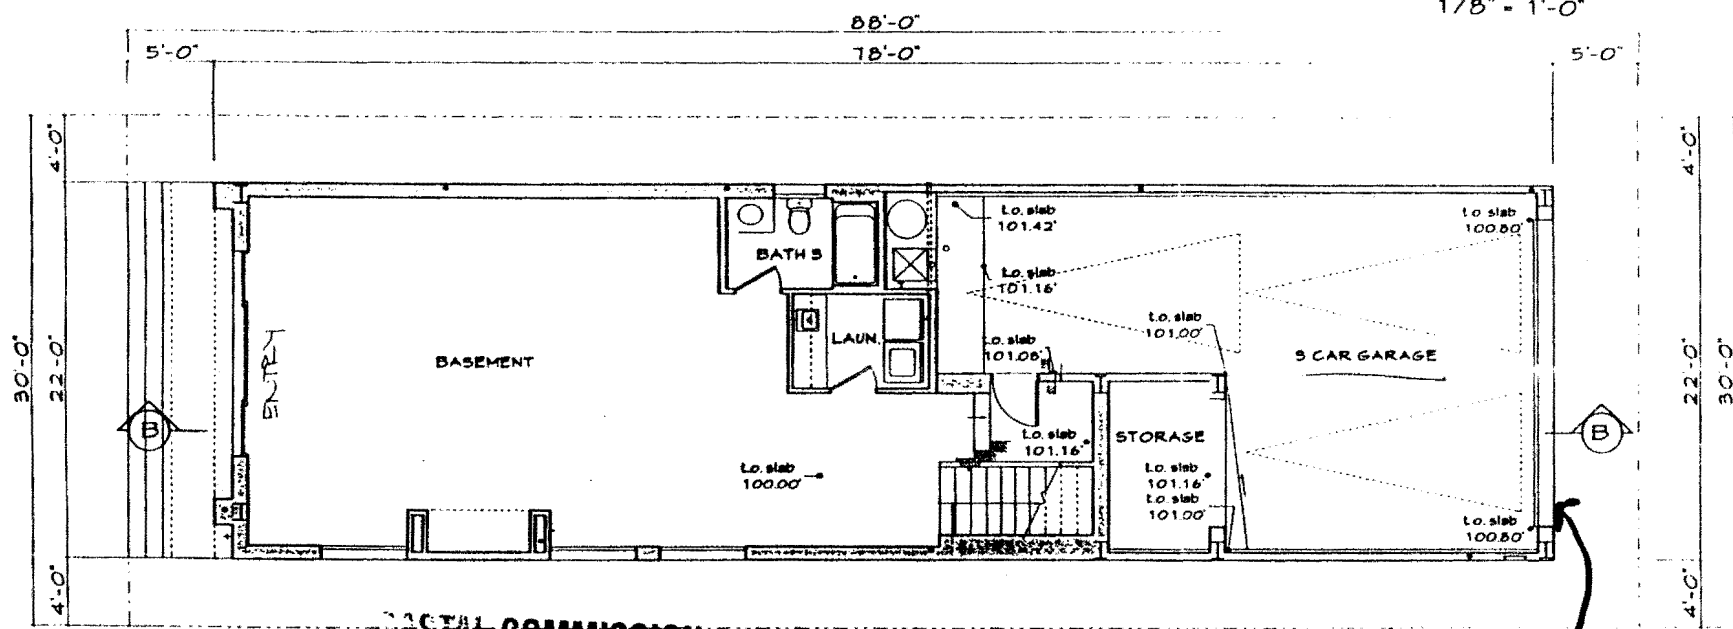 1/8" = 1'-0"
88'-0"
5'-0"
78'-0"
5'-0"
4'-0"
4'-0"
t.o. slab
101.42'
t.o. slab
100.80'
BATH 3
t.o. slab
101.16'
t.o. slab
101.00'
LAUN.
t.o. slab
101.08'
3 CAR GARAGE
BASEMENT
ENTRY
30'-0"
22'-0"
22'-0"
30'-0"
B
B
t.o. slab
101.16'
STORAGE
t.o. slab
100.00'
t.o. slab
101.16'
t.o. slab
101.00'
t.o. slab
100.80'
4'-0"
4'-0"
COMMISSION